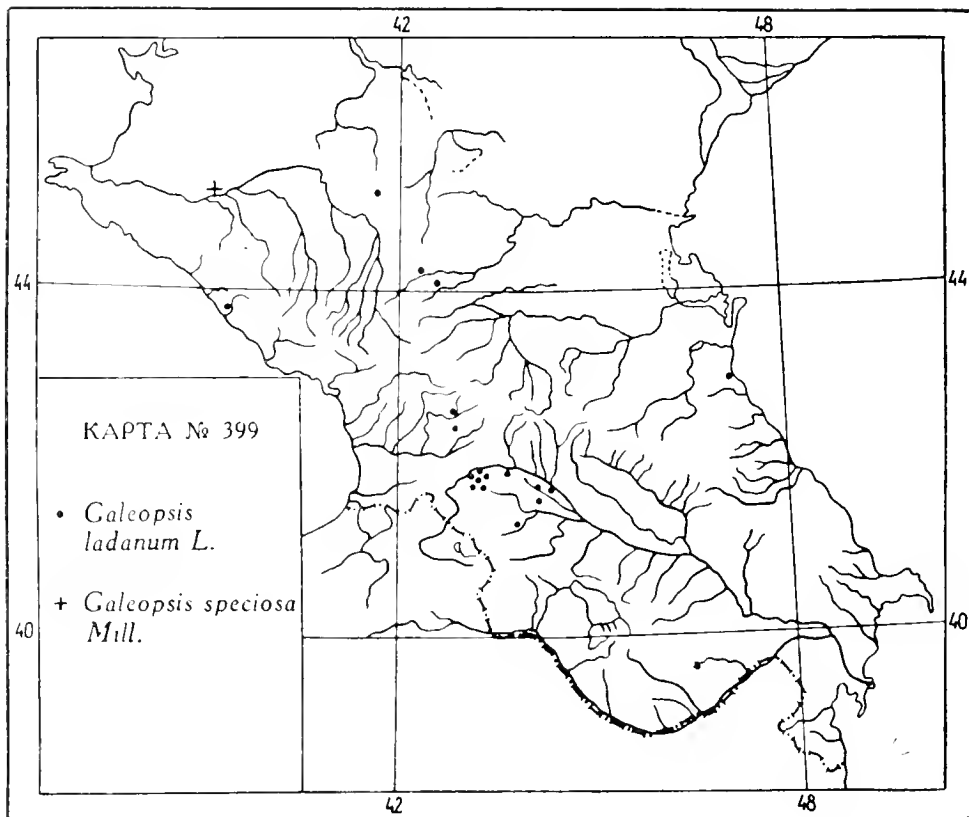 42 48
44 44
КАРТА № 399
• Galeopsis
ladanum L.
+ Galeopsis speciosa
Mill.
40 40
42 48